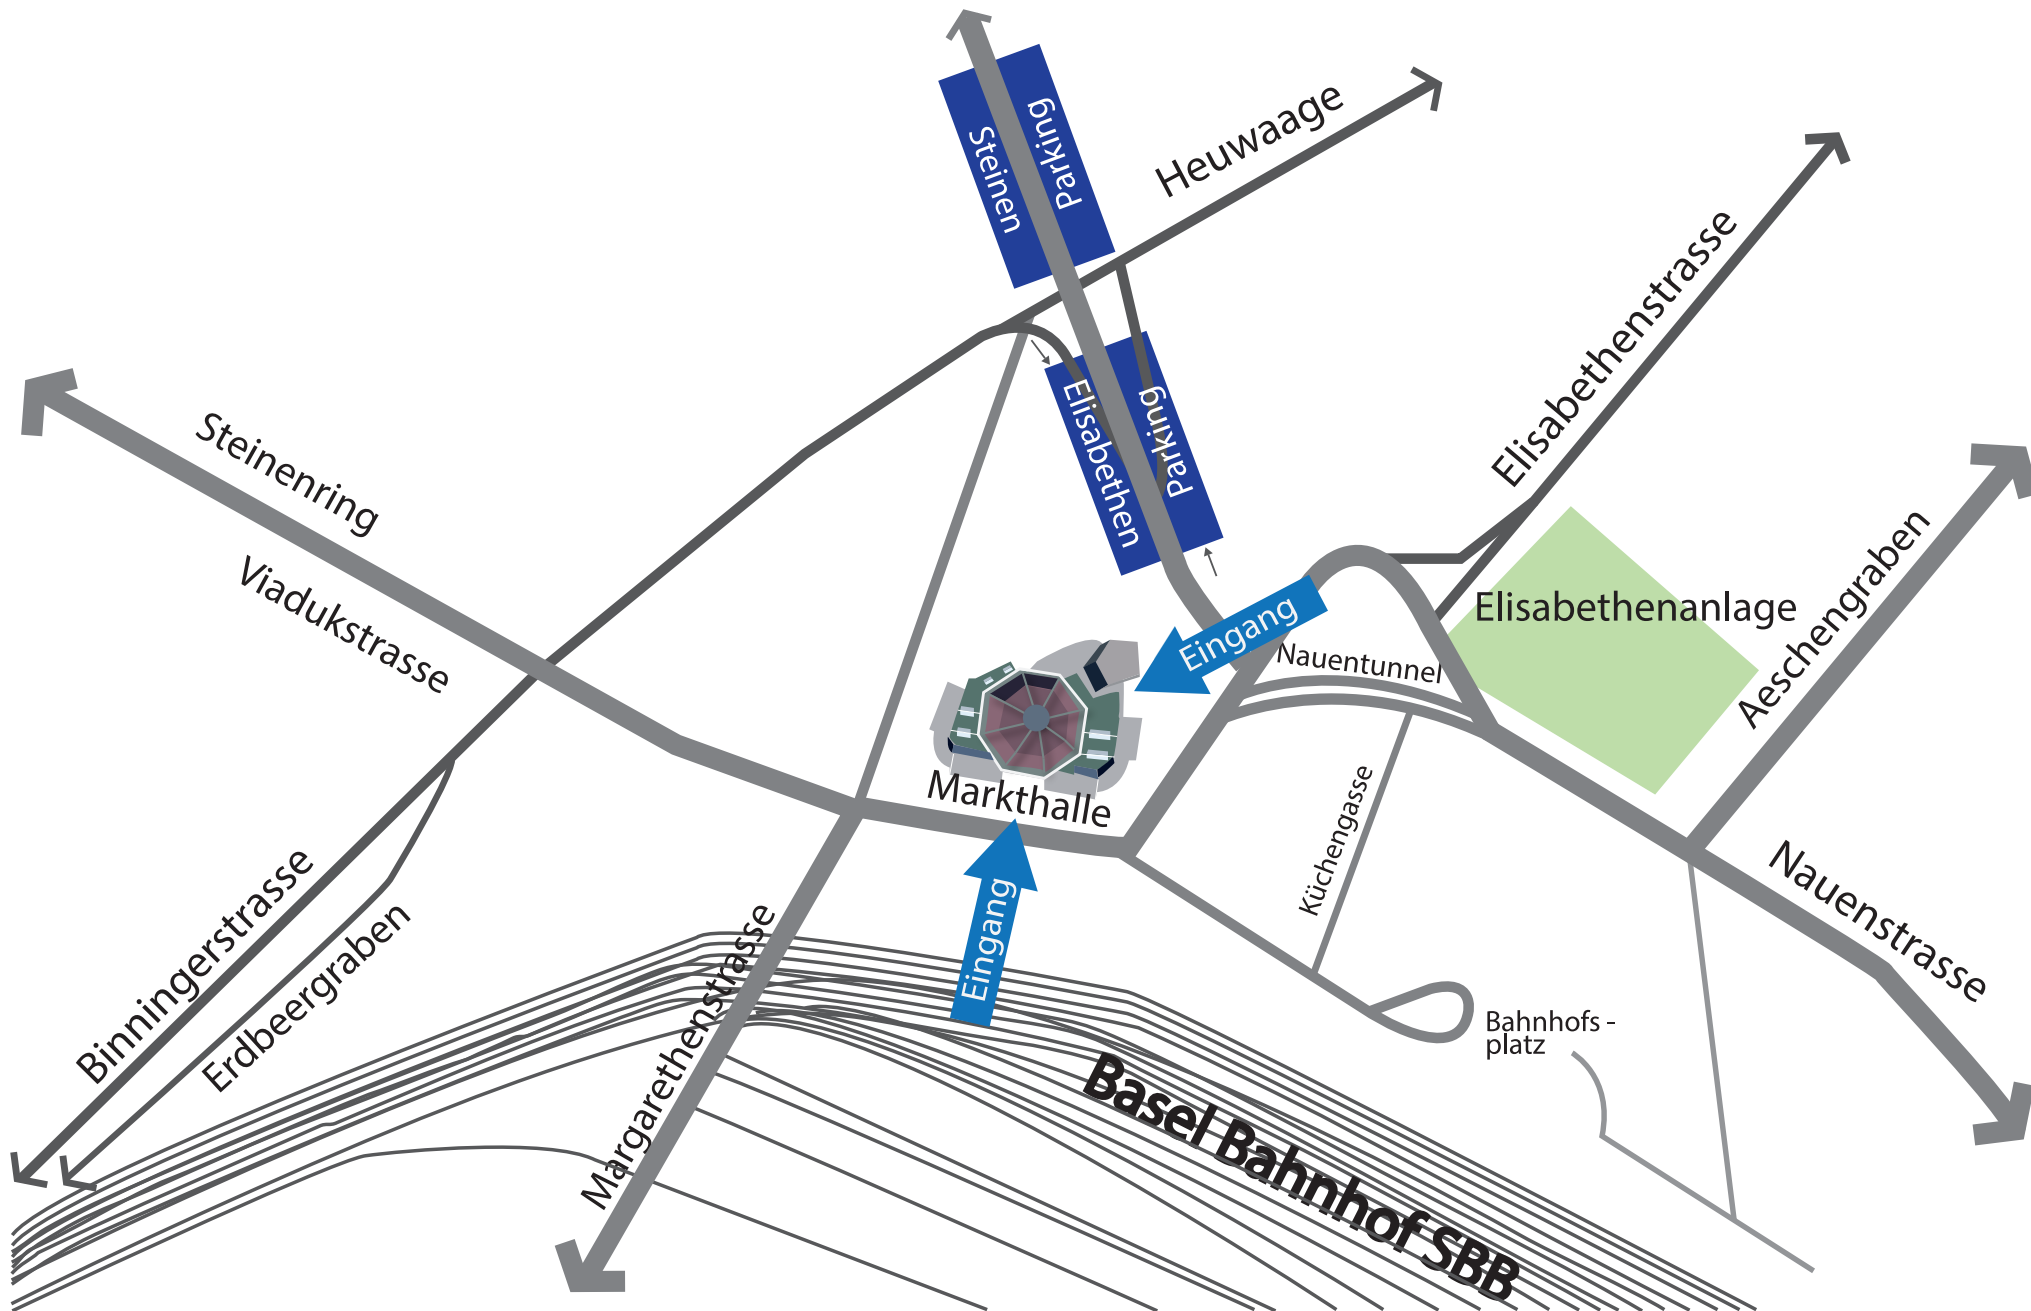 Parking
Steinen
Heuwaage
Elisabethenstrasse
Steinenring
Viadukstrasse
Parking
Elisabethen
Aeschengraben
Elisabethenanlage
Eingang
Nauentunnel
Markthalle
Küchengasse
Nauenstrasse
Binningerstrasse
Erdbeergraben
Margarethenstrasse
Eingang
Bahnhofs -
platz
Basel Bahnhof SBB